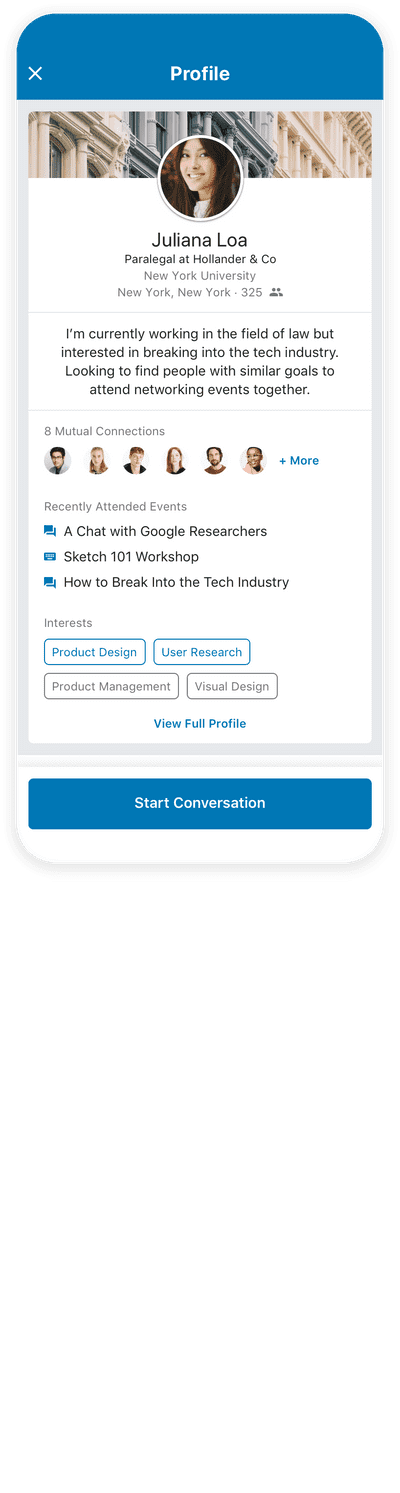 Profile
Juliana Loa
Paralegal at Hollander & Co
New York University
New York, New York · 325
I’m currently working in the field of law but
interested in breaking into the tech industry.
Looking to find people with similar goals to
attend networking events together.
8 Mutual Connections
+ More
Recently Attended Events
A Chat with Google Researchers
Sketch 101 Workshop
How to Break Into the Tech Industry
Interests
Product Design User Research
Product Management Visual Design
View Full Profile
Start Conversation